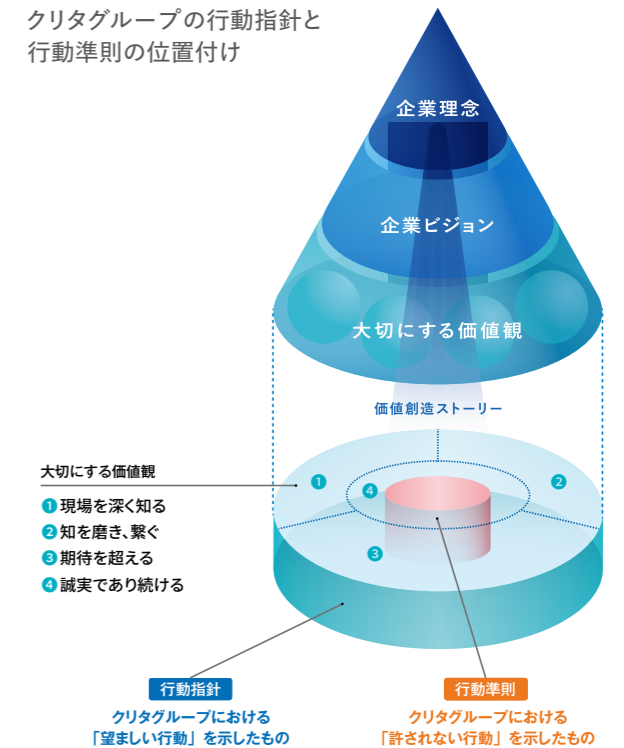 クリタグループの行動指針と
行動準則の位置付け
企業理念
企業ビジョン
大切にする価値観
価値創造ストーリー
大切にする価値観
1 現場を深く知る
2 知を磨き、繋ぐ
3 期待を超える
4 誠実であり続ける
1
2
4
3
行動指針
クリタグループにおける
「望ましい行動」を示したもの
行動準則
クリタグループにおける
「許されない行動」を示したもの